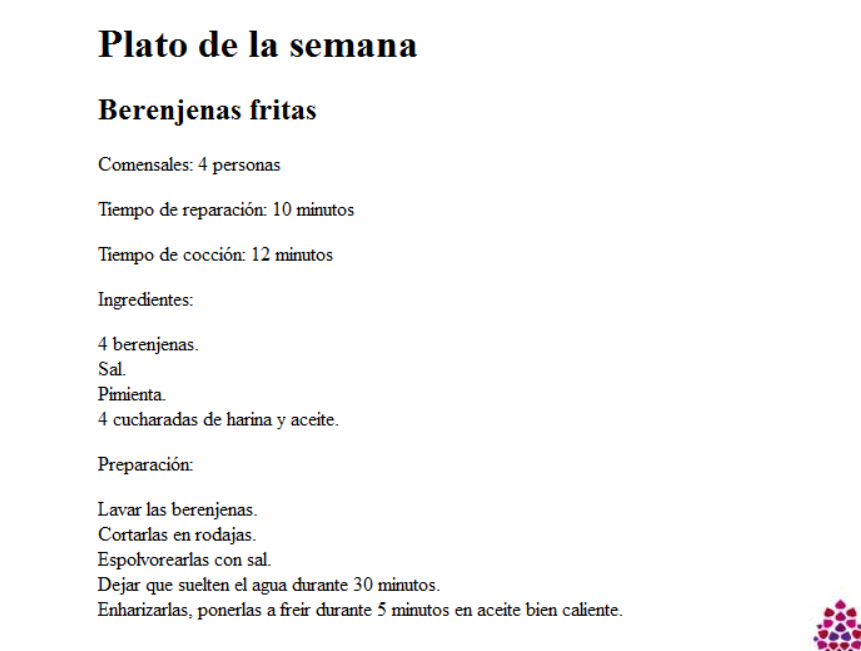 Plato de la semana
Berenjenas fritas
Comensales: 4 personas
Tiempo de reparación: 10 minutos
Tiempo de cocción: 12 minutos
Ingredientes:
4 berenjenas.
Sal.
Pimienta.
4 cucharadas de harina y aceite.
Preparación:
Lavar las berenjenas.
Cortarlas en rodajas.
Espolvorearlas con sal.
Dejar que suelten el agua durante 30 minutos.
Enharizarlas, ponerlas a freir durante 5 minutos en aceite bien caliente.